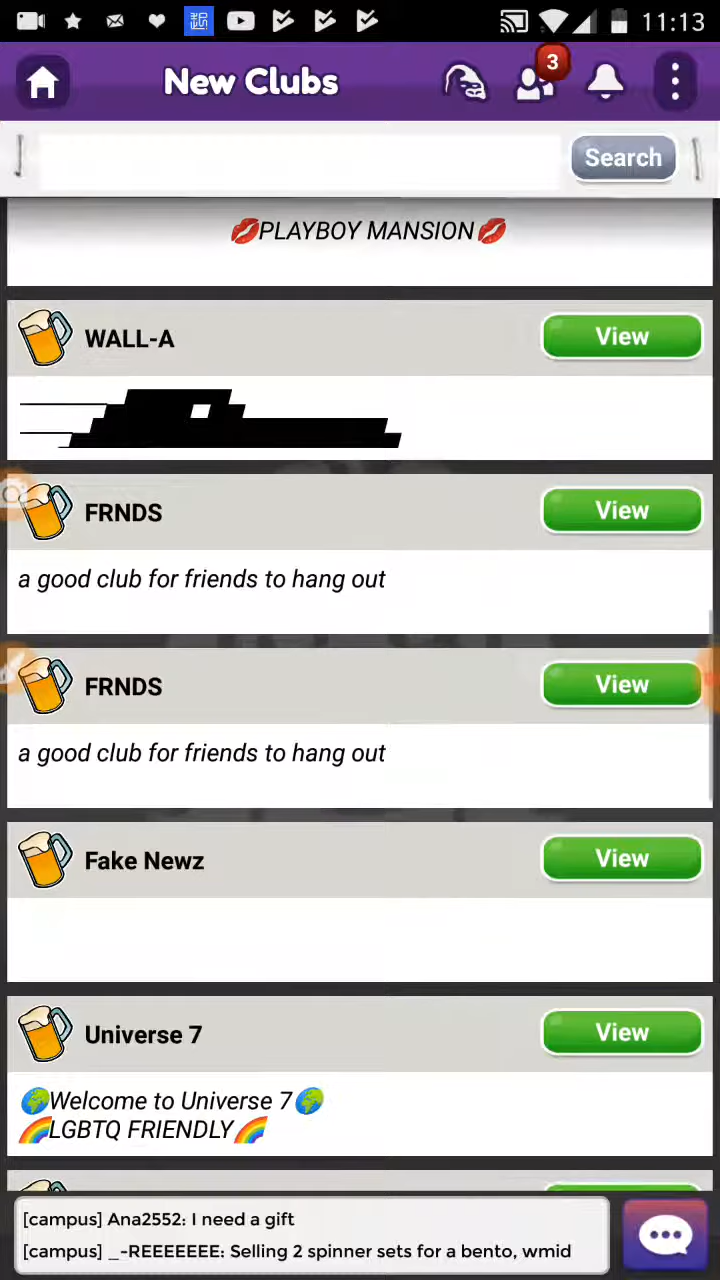 11:13
New Clubs
3
Search
💋PLAYBOY MANSION💋
WALL-A
View
FRNDS
View
a good club for friends to hang out
FRNDS
View
a good club for friends to hang out
Fake Newz
View
Universe 7
View
🌍Welcome to Universe 7🌍
🌈LGBTQ FRIENDLY🌈
[campus] Ana2552: I need a gift
[campus] _-REEEEEEE: Selling 2 spinner sets for a bento, wmid